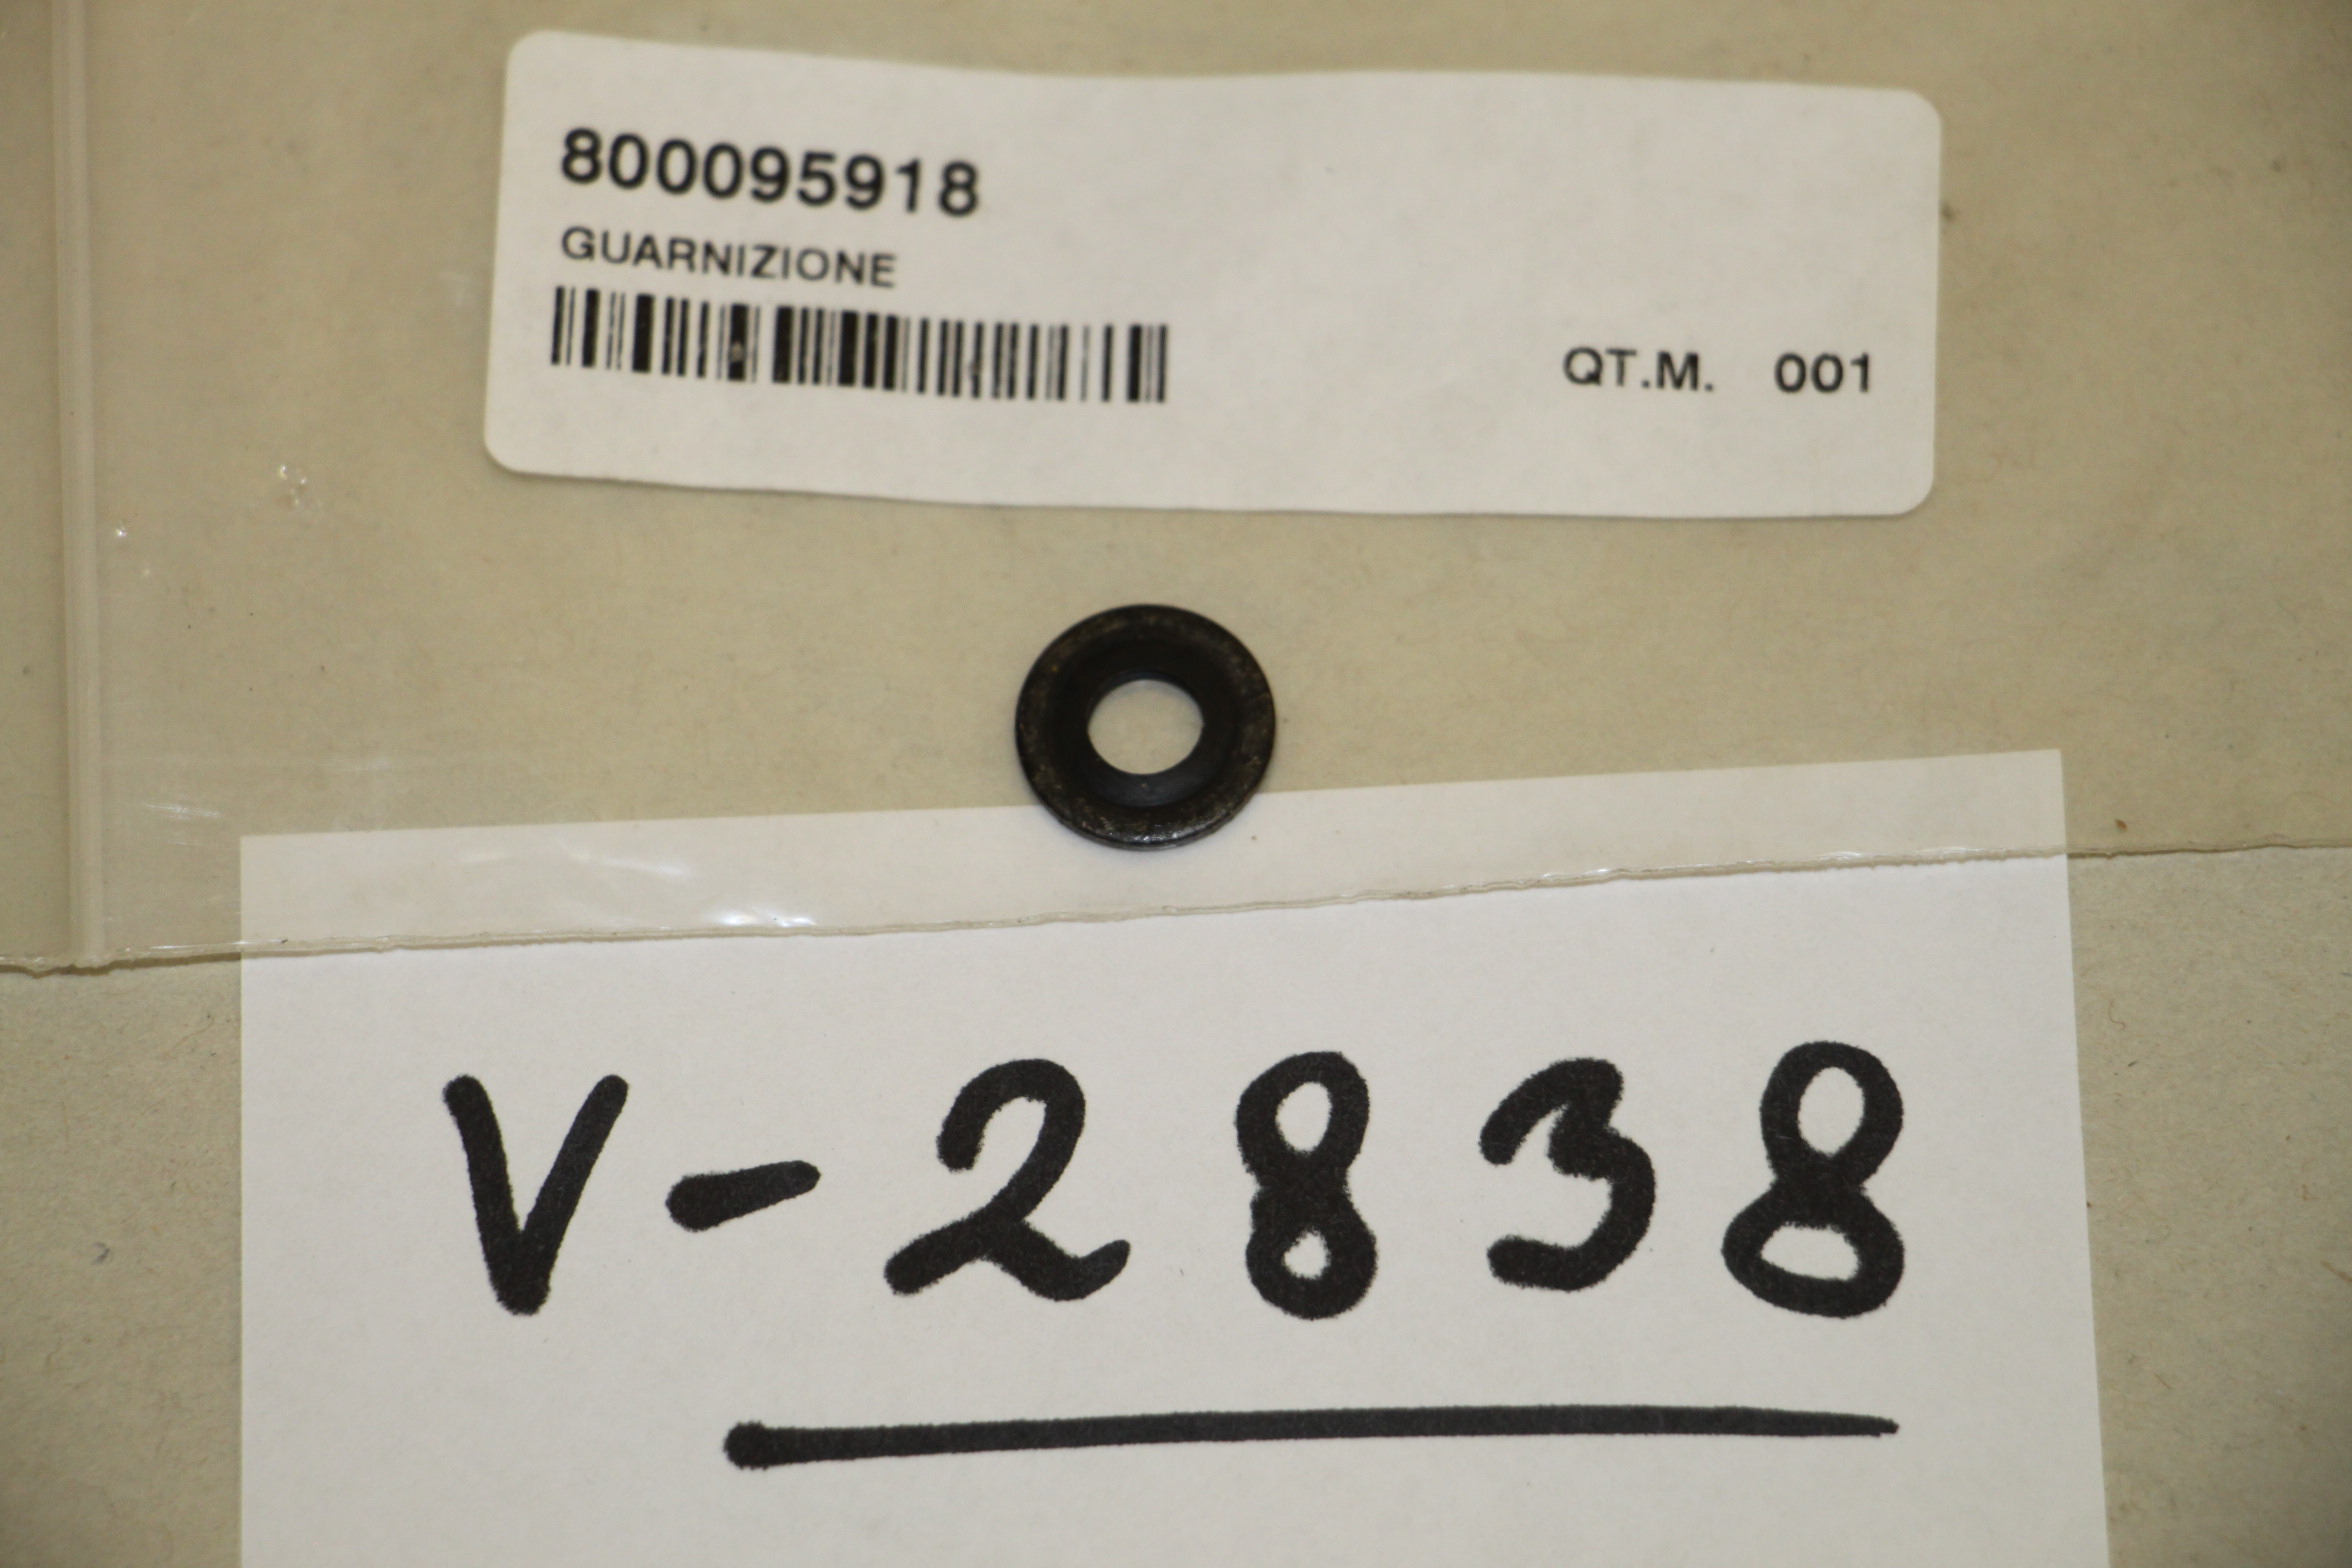 800095918
GUARNIZIONE
QT.M. 001
V-2838